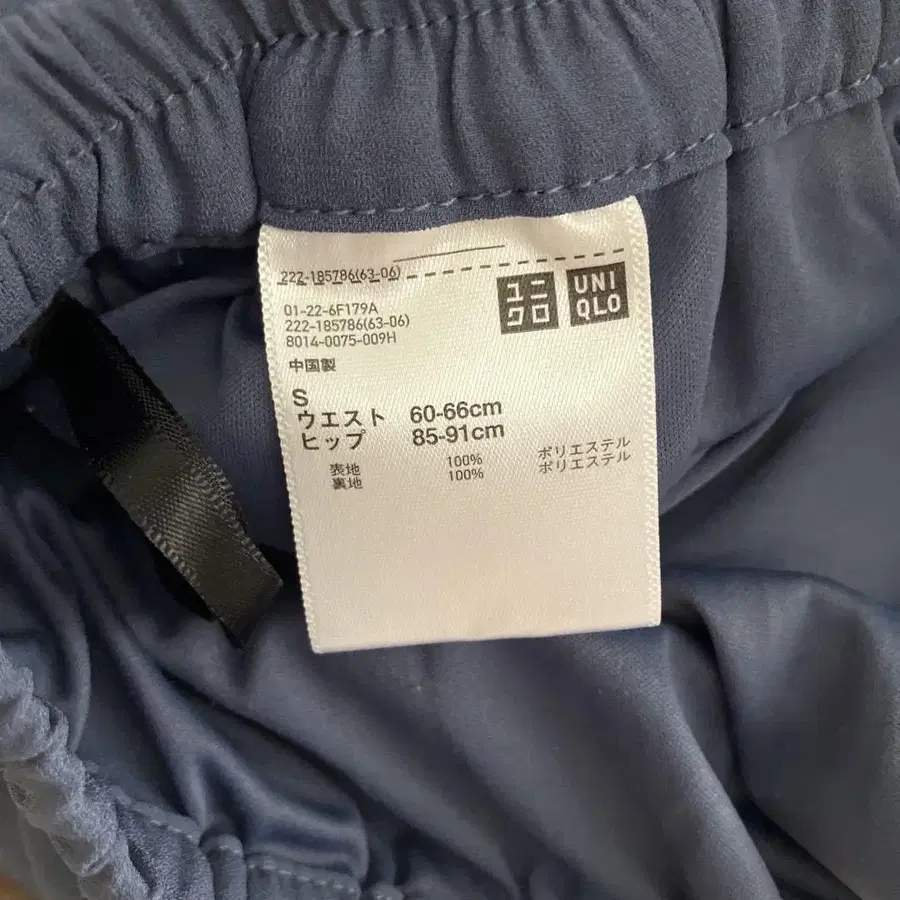 222-185786(63-06)
ユニ
クロ
UNI
QLO
01-22-6F179A
222-185786(63-06)
8014-0075-009H
中国製
S
ウエスト 60-66cm
ヒップ 85-91cm
表地 100% ポリエステル
裏地 100% ポリエステル